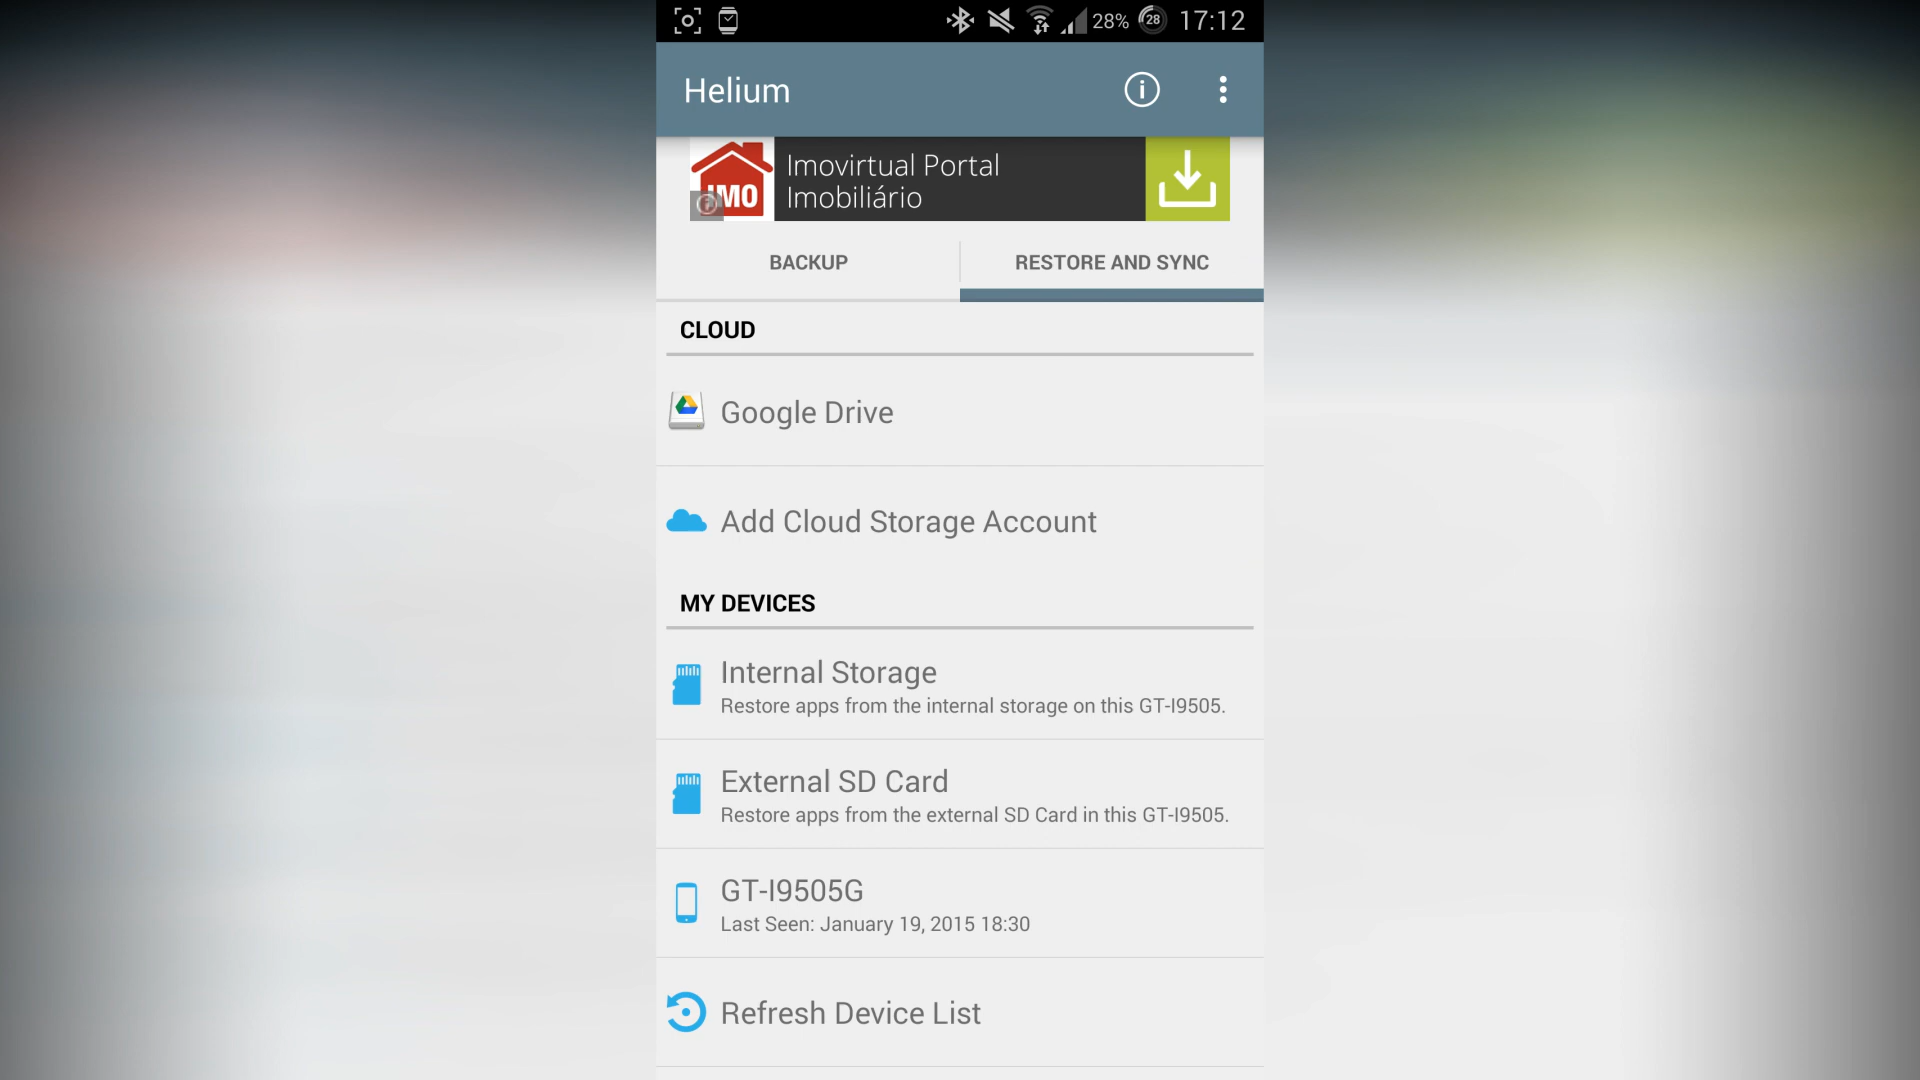 28% 28 17:12
Helium
IMO
Imovirtual Portal
Imobiliário
BACKUP
RESTORE AND SYNC
CLOUD
Google Drive
Add Cloud Storage Account
MY DEVICES
Internal Storage
Restore apps from the internal storage on this GT-I9505.
External SD Card
Restore apps from the external SD Card in this GT-I9505.
GT-I9505G
Last Seen: January 19, 2015 18:30
Refresh Device List